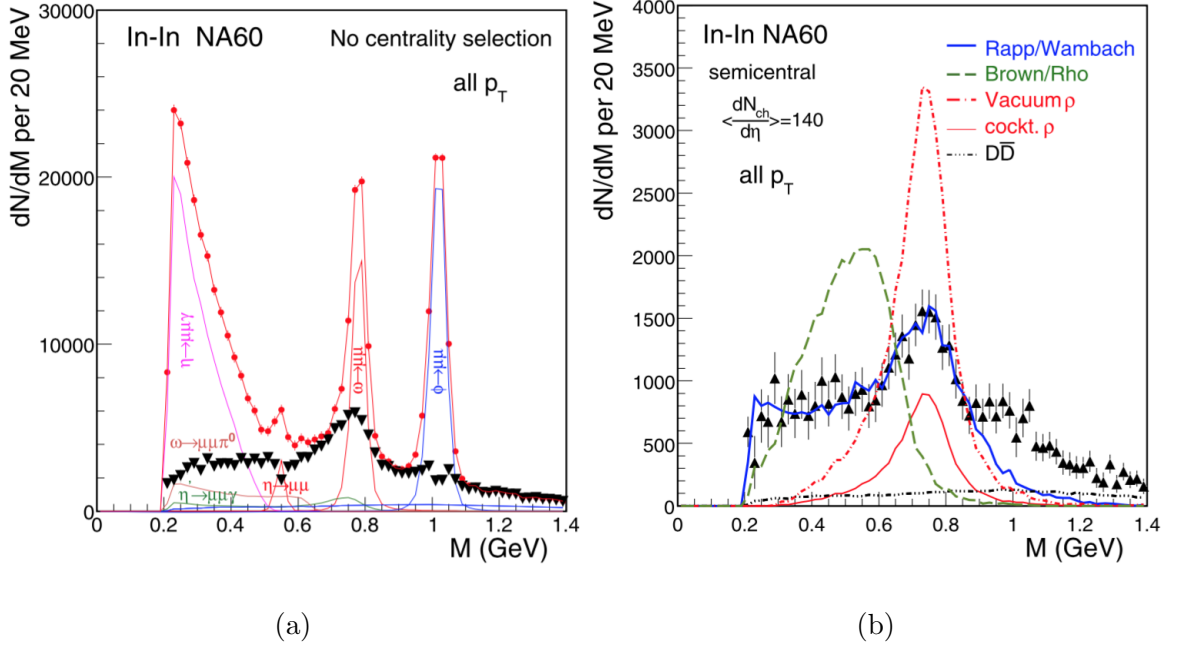 In-In NA60
No centrality selection
all pT
dN/dM per 20 MeV
30000
20000
10000
0
η→μμγ
ω→μμπ⁰
η'→μμγ
η→μμ
ω→μμ
φ→μμ
0 0.2 0.4 0.6 0.8 1 1.2 1.4
M (GeV)
(a)
In-In NA60
semicentral
<dNch/dη>=140
all pT
Rapp/Wambach
Brown/Rho
Vacuum ρ
cockt. ρ
DD̅
dN/dM per 20 MeV
4000
3500
3000
2500
2000
1500
1000
500
0
0 0.2 0.4 0.6 0.8 1 1.2 1.4
M (GeV)
(b)